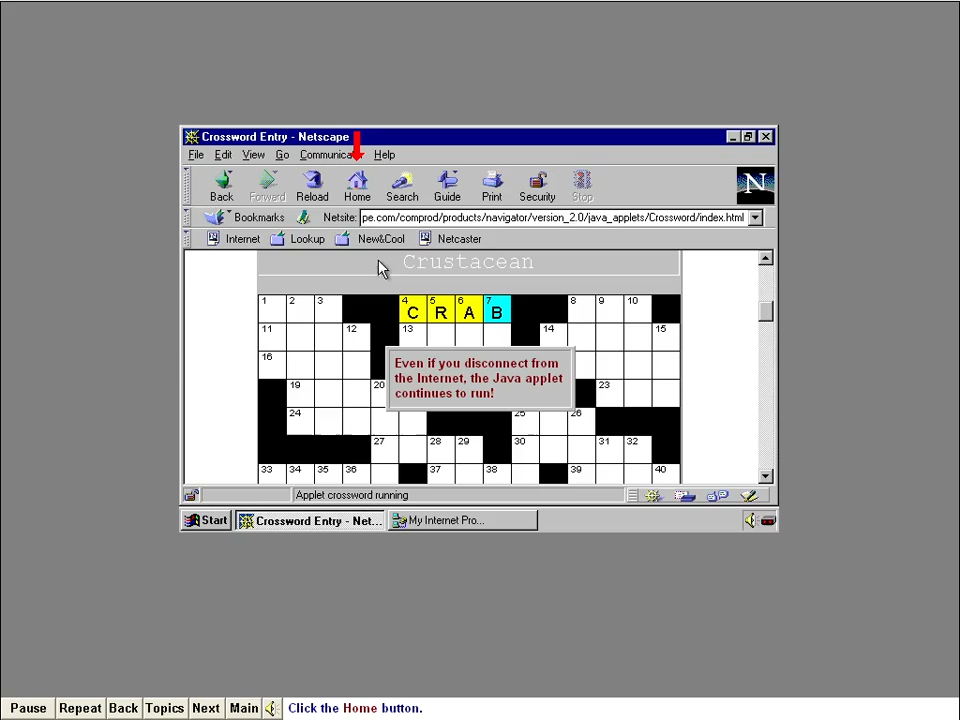 Crossword Entry - Netscape
File Edit View Go Communicat Help
Back Forward Reload Home Search Guide Print Security Stop
N
Bookmarks Netsite: pe.com/comprod/products/navigator/version_2.0/java_applets/Crossword/index.html
Internet Lookup New&Cool Netcaster
Crustacean
1 2 3 4 5 6 7 8 9 10
C R A B
11 12 13 14 15
16
Even if you disconnect from
the Internet, the Java applet
continues to run!
19 20 23
24 25 26
27 28 29 30 31 32
33 34 35 36 37 38 39 40
Applet crossword running
Start Crossword Entry - Net... My Internet Pro...
Pause Repeat Back Topics Next Main Click the Home button.